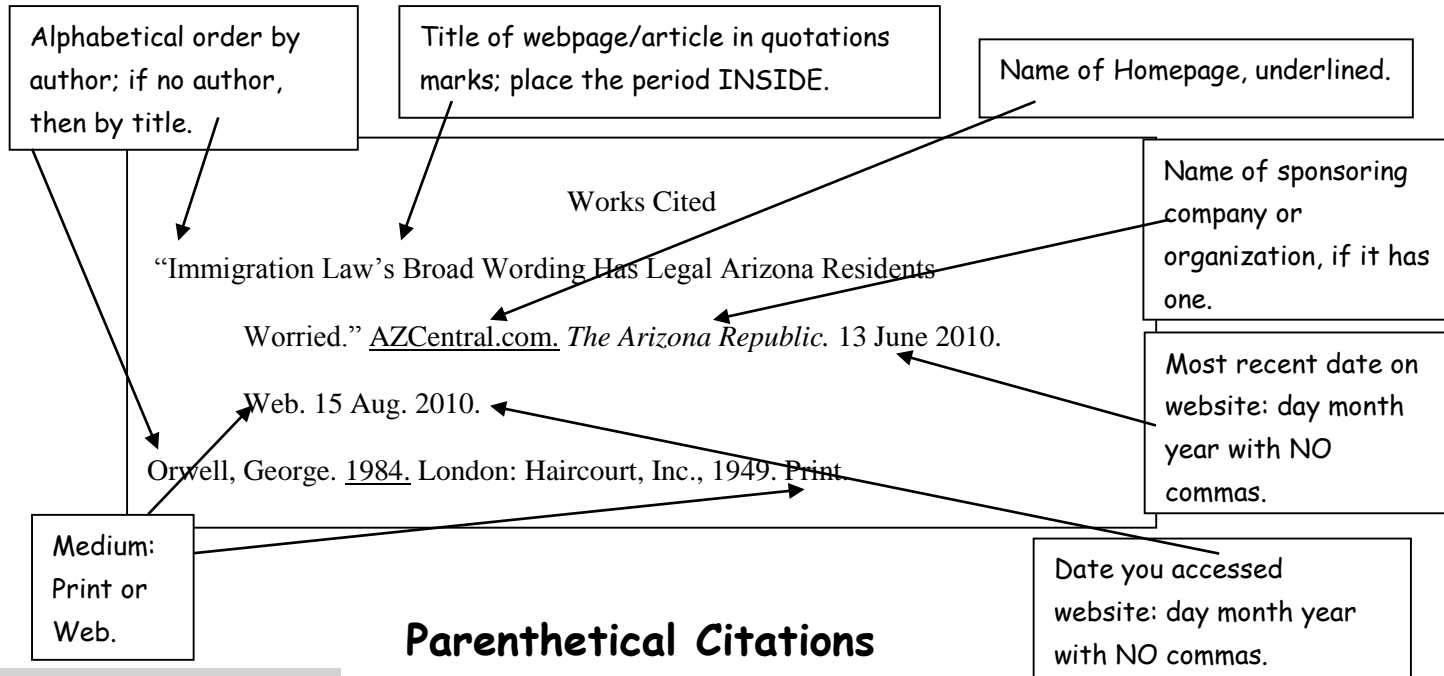 Alphabetical order by
author; if no author,
then by title.
Title of webpage/article in quotations
marks; place the period INSIDE.
Name of Homepage, underlined.
Name of sponsoring
company or
organization, if it has
one.
Works Cited
“Immigration Law’s Broad Wording Has Legal Arizona Residents
Worried.” AZCentral.com. The Arizona Republic. 13 June 2010.
Web. 15 Aug. 2010.
Orwell, George. 1984. London: Haircourt, Inc., 1949. Print.
Most recent date on
website: day month
year with NO
commas.
Medium:
Print or
Web.
Date you accessed
website: day month year
with NO commas.
Parenthetical Citations